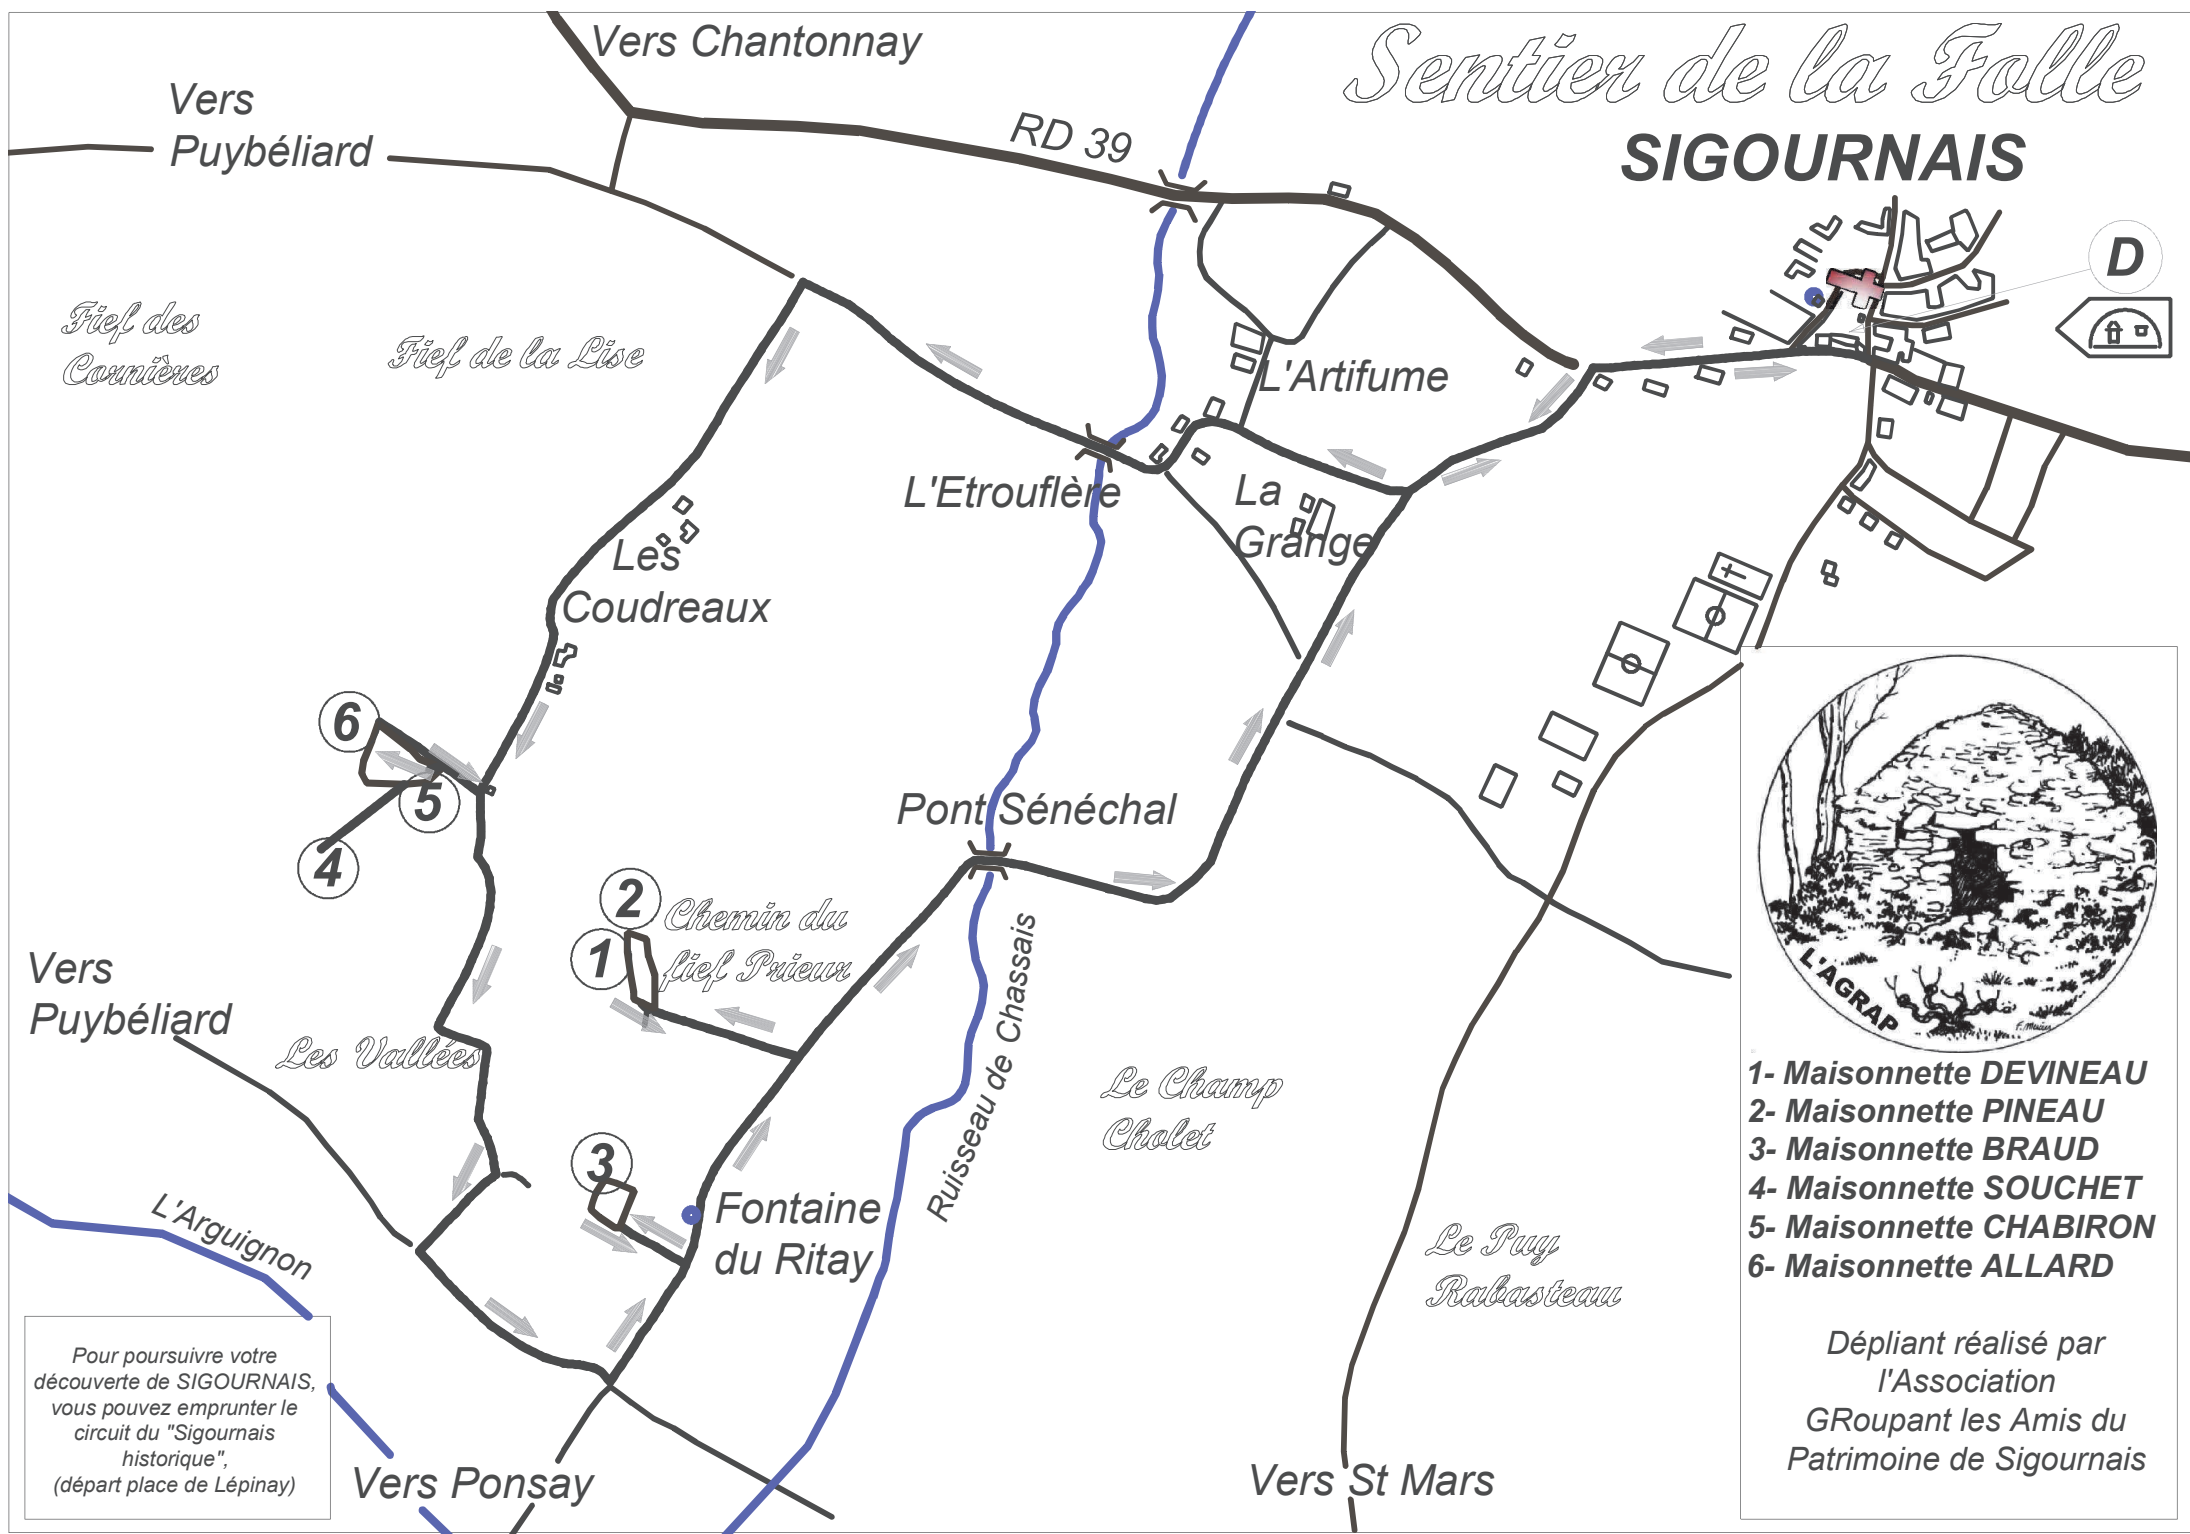 Sentier de la Folle
SIGOURNAIS
Vers Chantonnay
Vers
Puybéliard
RD 39
D
Fief des
Cornières
Fief de la Lise
L'Artifume
L'Etrouflère
La
Grange
Les
Coudreaux
6
5
4
Pont Sénéchal
2
1
Chemin du
fief Prieur
Vers
Puybéliard
Les Vallées
Ruisseau de Chassais
Le Champ
Cholet
3
Fontaine
du Ritay
L'Arguignon
Le Puy
Rabasteau
Vers Ponsay
Vers St Mars
Pour poursuivre votre
découverte de SIGOURNAIS,
vous pouvez emprunter le
circuit du "Sigournais
historique",
(départ place de Lépinay)
L'AGRAP
1- Maisonnette DEVINEAU
2- Maisonnette PINEAU
3- Maisonnette BRAUD
4- Maisonnette SOUCHET
5- Maisonnette CHABIRON
6- Maisonnette ALLARD
Dépliant réalisé par
l'Association
GRoupant les Amis du
Patrimoine de Sigournais